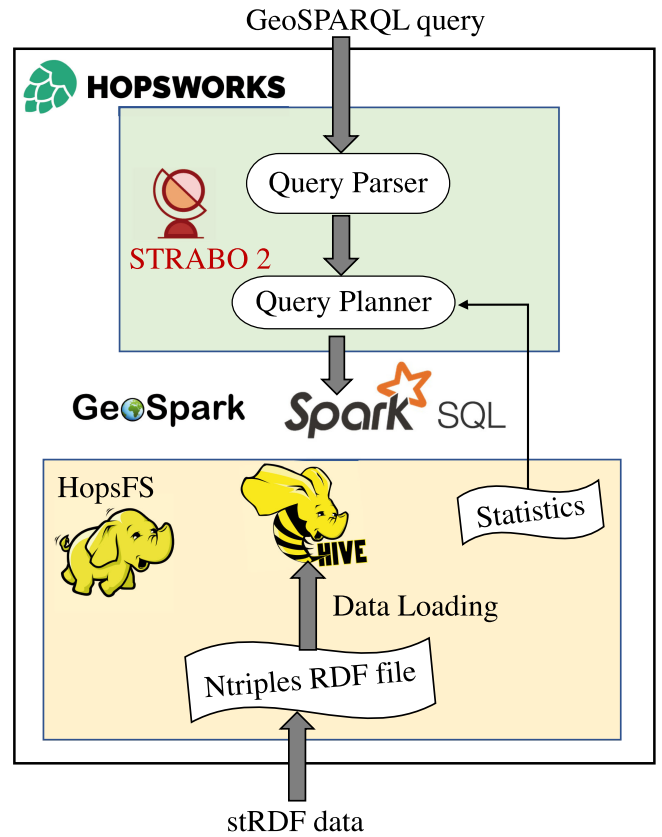 GeoSPARQL query
HOPSWORKS
Query Parser
STRABO 2
Query Planner
GeoSpark
Spark SQL
HopsFS
Statistics
HIVE
Data Loading
Ntriples RDF file
stRDF data